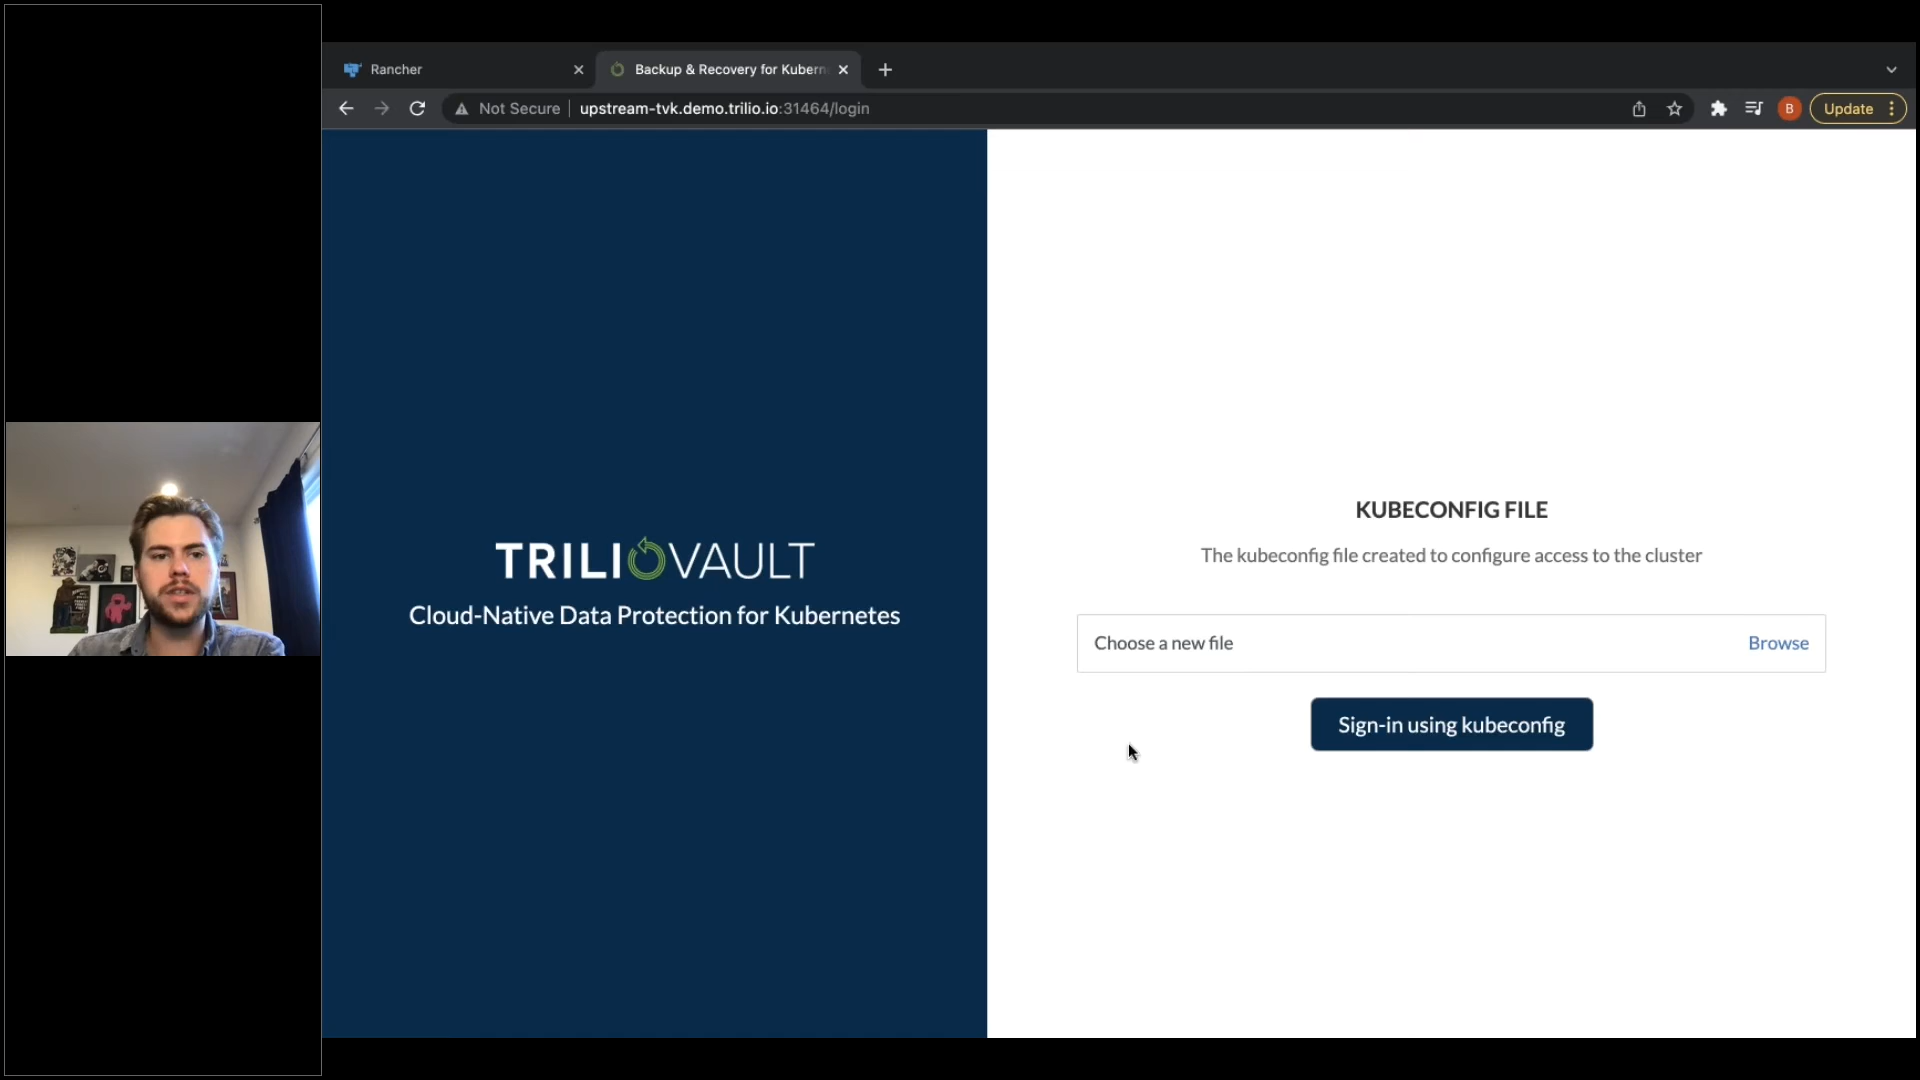 Rancher
Backup & Recovery for Kubern
Not Secure
upstream-tvk.demo.trilio.io:31464/login
B
Update
TRILIOVAULT
Cloud-Native Data Protection for Kubernetes
KUBECONFIG FILE
The kubeconfig file created to configure access to the cluster
Choose a new file
Browse
Sign-in using kubeconfig